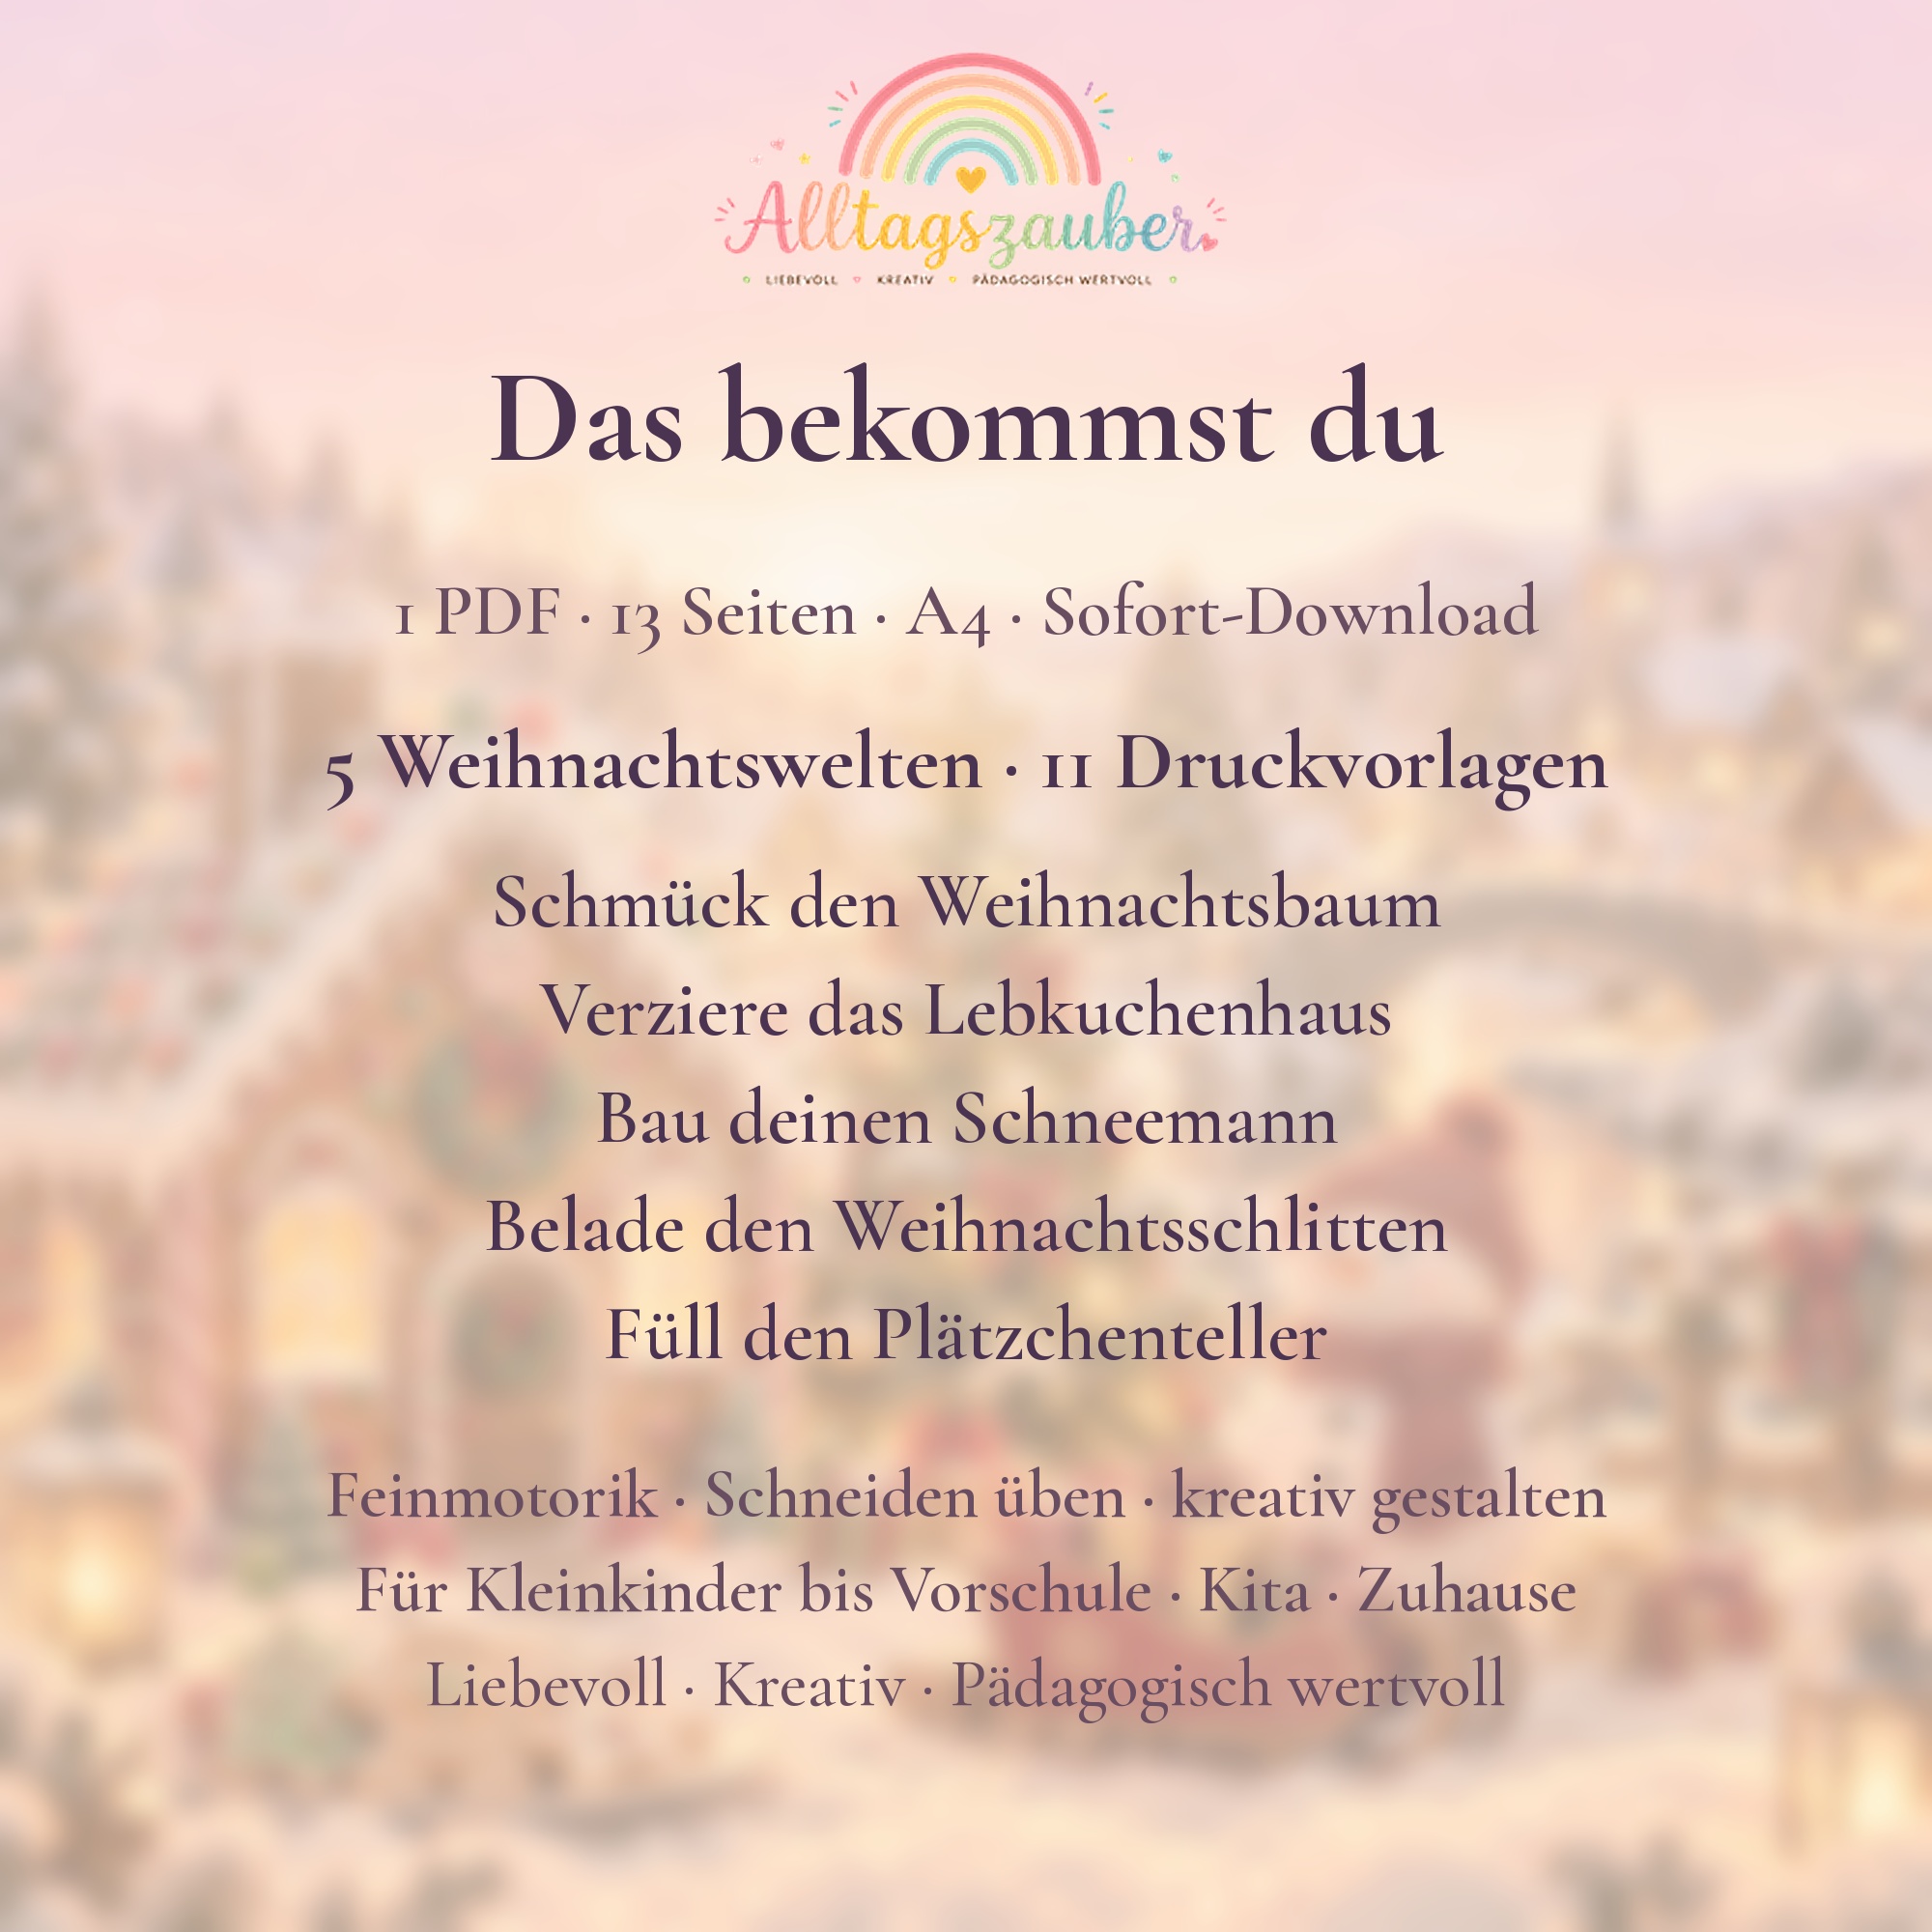 Alltagszauber
LIEBEVOLL KREATIV PÄDAGOGISCH WERTVOLL
Das bekommst du
1 PDF · 13 Seiten · A4 · Sofort-Download
5 Weihnachtswelten · 11 Druckvorlagen
Schmück den Weihnachtsbaum
Verziere das Lebkuchenhaus
Bau deinen Schneemann
Belade den Weihnachtsschlitten
Füll den Plätzchenteller
Feinmotorik · Schneiden üben · kreativ gestalten
Für Kleinkinder bis Vorschule · Kita · Zuhause
Liebevoll · Kreativ · Pädagogisch wertvoll